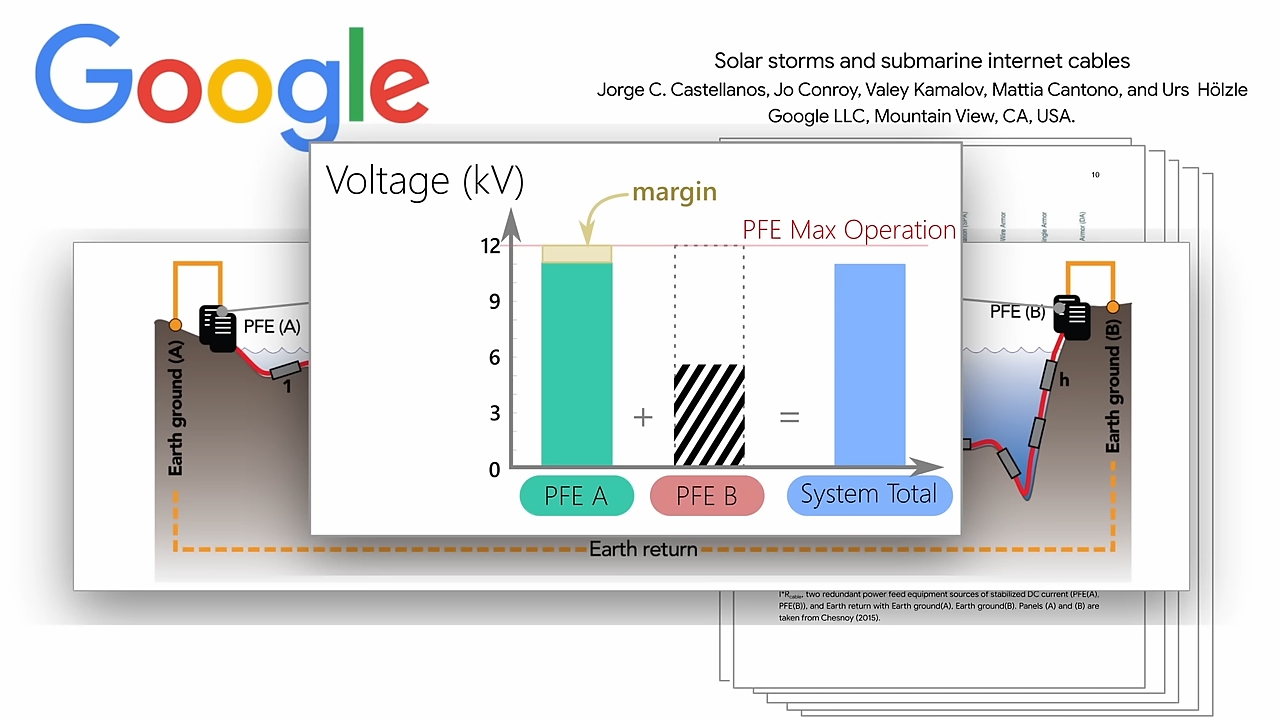 Google
Solar storms and submarine internet cables
Jorge C. Castellanos, Jo Conroy, Valey Kamalov, Mattia Cantono, and Urs Hölzle
Google LLC, Mountain View, CA, USA.
10
Voltage (kV)
margin
PFE Max Operation
12
9
6
3
0
+
=
PFE A
PFE B
System Total
PFE (A)
1
Earth ground (A)
PFE (B)
h
Earth ground (B)
Earth return
two redundant power feed equipment sources of stabilized DC current (PFE(A),
PFE(B)), and Earth return with Earth ground(A), Earth ground(B). Panels (A) and (B) are
taken from Chesnoy (2015).